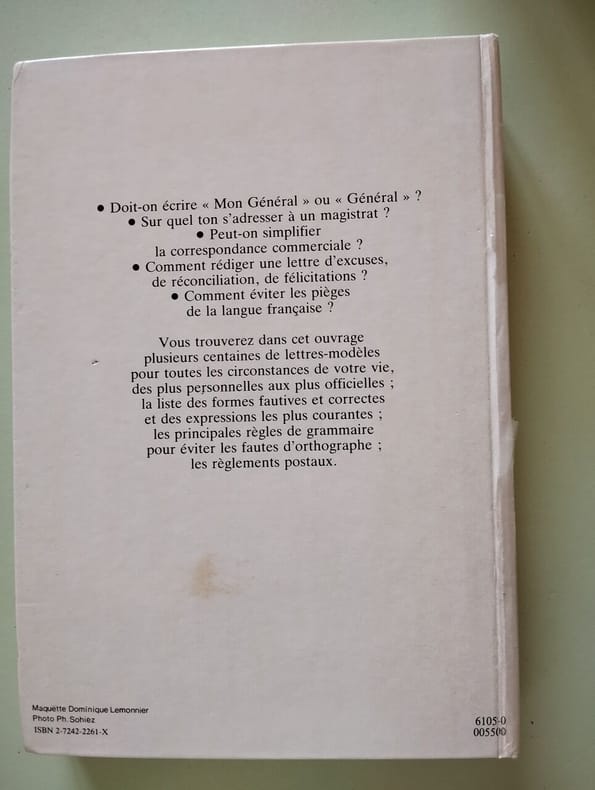 • Doit-on écrire « Mon Général » ou « Général » ?
• Sur quel ton s'adresser à un magistrat ?
• Peut-on simplifier
la correspondance commerciale ?
• Comment rédiger une lettre d'excuses,
de réconciliation, de félicitations ?
• Comment éviter les pièges
de la langue française ?
Vous trouverez dans cet ouvrage
plusieurs centaines de lettres-modèles
pour toutes les circonstances de votre vie,
des plus personnelles aux plus officielles ;
la liste des formes fautives et correctes
et des expressions les plus courantes ;
les principales règles de grammaire
pour éviter les fautes d'orthographe ;
les règlements postaux.
Maquette Dominique Lemonnier
Photo Ph. Sohiez
ISBN 2-7242-2261-X
6105-0
005500